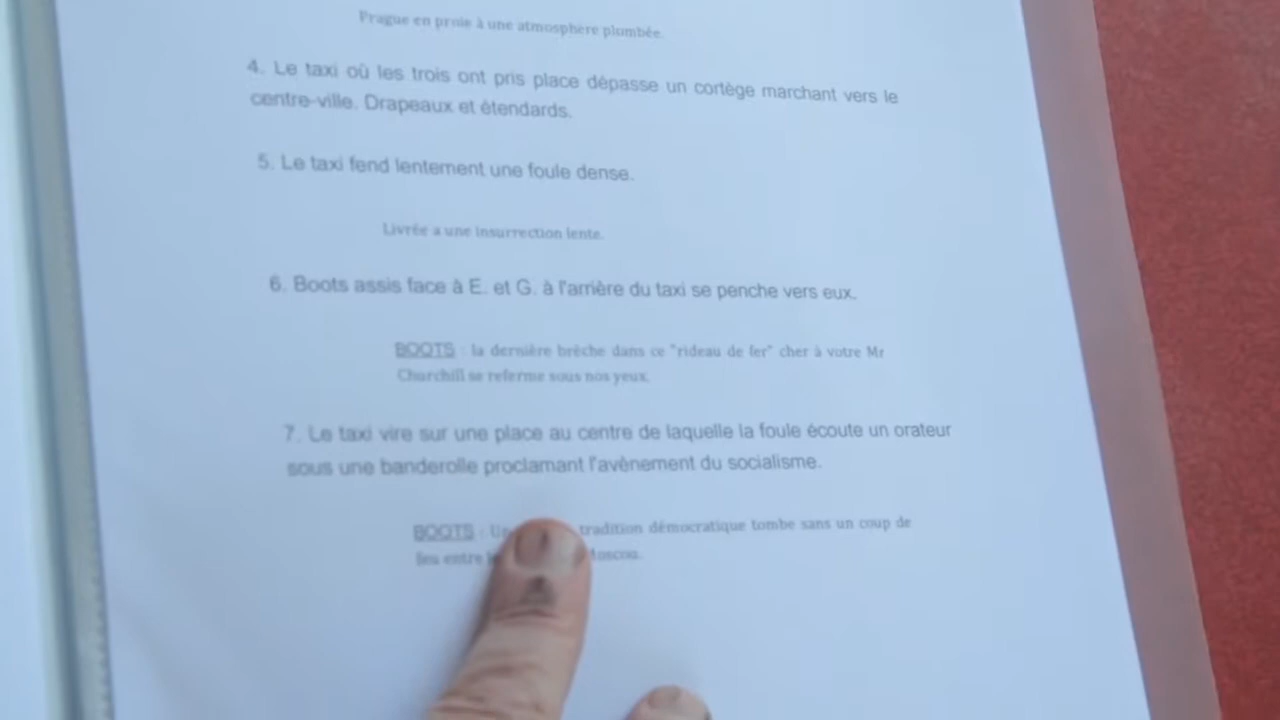 Prague en proie à une atmosphère plombée.
4. Le taxi où les trois ont pris place dépasse un cortège marchant vers le
centre-ville. Drapeaux et étendards.
5. Le taxi fend lentement une foule dense.
Livrée a une insurrection lente.
6. Boots assis face à E. et G. à l'arrière du taxi se penche vers eux.
BOOTS : la dernière brèche dans ce "rideau de fer" cher à votre Mr
Churchill se referme sous nos yeux.
7. Le taxi vire sur une place au centre de laquelle la foule écoute un orateur
sous une banderolle proclamant l'avènement du socialisme.
BOOTS : tradition démocratique tombe sans un coup de
feu entre Moscou.